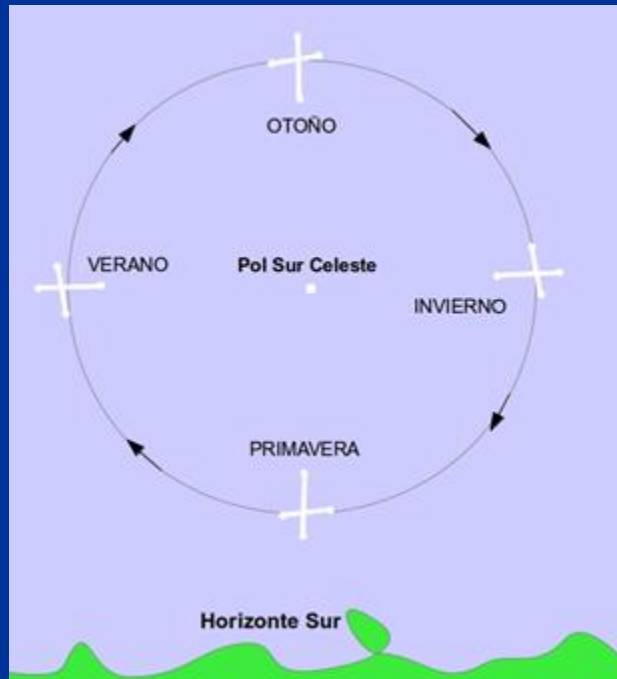 OTOÑO
VERANO
Pol Sur Celeste
INVIERNO
PRIMAVERA
Horizonte Sur